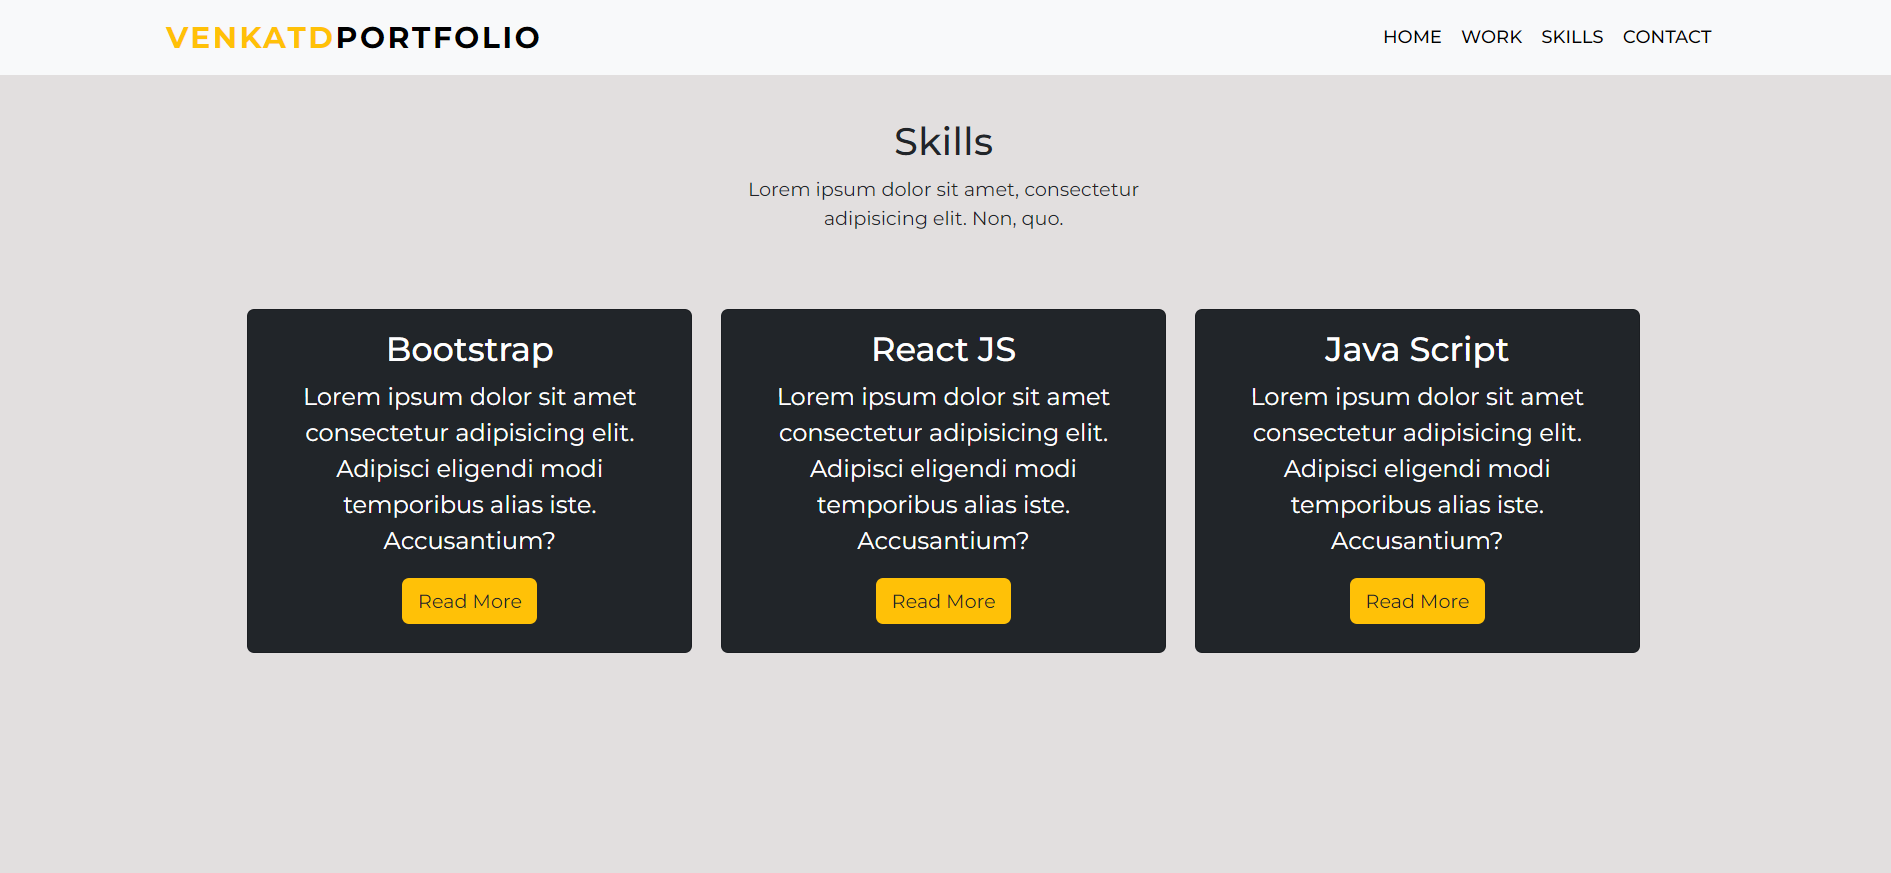 VENKATDPORTFOLIO
HOME WORK SKILLS CONTACT
Skills
Lorem ipsum dolor sit amet, consectetur
adipisicing elit. Non, quo.
Bootstrap
Lorem ipsum dolor sit amet
consectetur adipisicing elit.
Adipisci eligendi modi
temporibus alias iste.
Accusantium?
Read More
React JS
Lorem ipsum dolor sit amet
consectetur adipisicing elit.
Adipisci eligendi modi
temporibus alias iste.
Accusantium?
Read More
Java Script
Lorem ipsum dolor sit amet
consectetur adipisicing elit.
Adipisci eligendi modi
temporibus alias iste.
Accusantium?
Read More